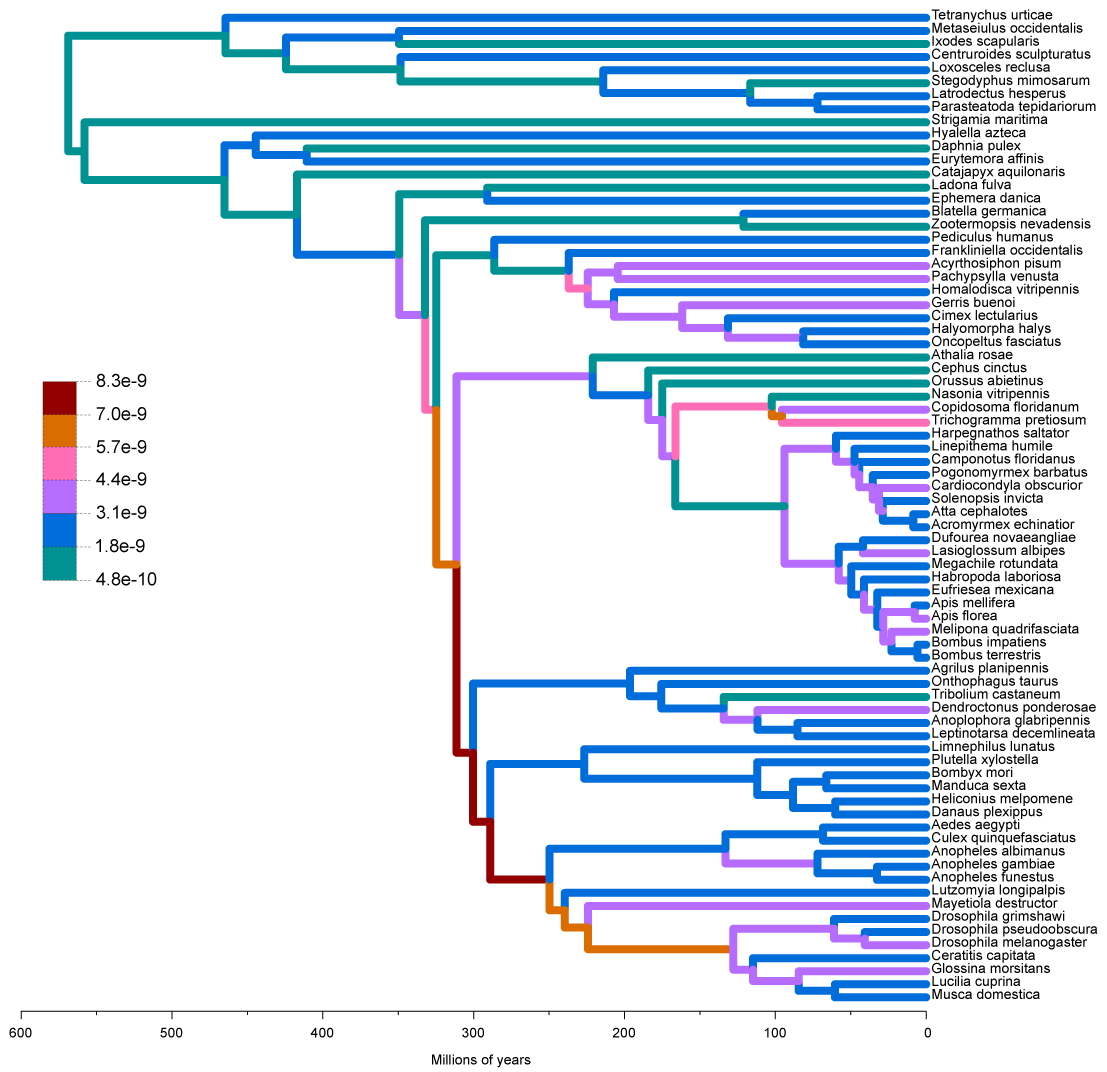 Tetranychus urticae
Metaseiulus occidentalis
Ixodes scapularis
Centruroides sculpturatus
Loxosceles reclusa
Stegodyphus mimosarum
Latrodectus hesperus
Parasteatoda tepidariorum
Strigamia maritima
Hyalella azteca
Daphnia pulex
Eurytemora affinis
Catajapyx aquilonaris
Ladona fulva
Ephemera danica
Blatella germanica
Zootermopsis nevadensis
Pediculus humanus
Frankliniella occidentalis
Acyrthosiphon pisum
Pachypsylla venusta
Homalodisca vitripennis
Gerris buenoi
Cimex lectularius
Halyomorpha halys
Oncopeltus fasciatus
Athalia rosae
Cephus cinctus
Orussus abietinus
Nasonia vitripennis
Copidosoma floridanum
Trichogramma pretiosum
Harpegnathos saltator
Linepithema humile
Camponotus floridanus
Pogonomyrmex barbatus
Cardiocondyla obscurior
Solenopsis invicta
Atta cephalotes
Acromyrmex echinatior
Dufourea novaeangliae
Lasioglossum albipes
Megachile rotundata
Habropoda laboriosa
Eufriesea mexicana
Apis mellifera
Apis florea
Melipona quadrifasciata
Bombus impatiens
Bombus terrestris
Agrilus planipennis
Onthophagus taurus
Tribolium castaneum
Dendroctonus ponderosae
Anoplophora glabripennis
Leptinotarsa decemlineata
Limnephilus lunatus
Plutella xylostella
Bombyx mori
Manduca sexta
Heliconius melpomene
Danaus plexippus
Aedes aegypti
Culex quinquefasciatus
Anopheles albimanus
Anopheles gambiae
Anopheles funestus
Lutzomyia longipalpis
Mayetiola destructor
Drosophila grimshawi
Drosophila pseudoobscura
Drosophila melanogaster
Ceratitis capitata
Glossina morsitans
Lucilia cuprina
Musca domestica
8.3e-9
7.0e-9
5.7e-9
4.4e-9
3.1e-9
1.8e-9
4.8e-10
600 500 400 300 200 100 0
Millions of years